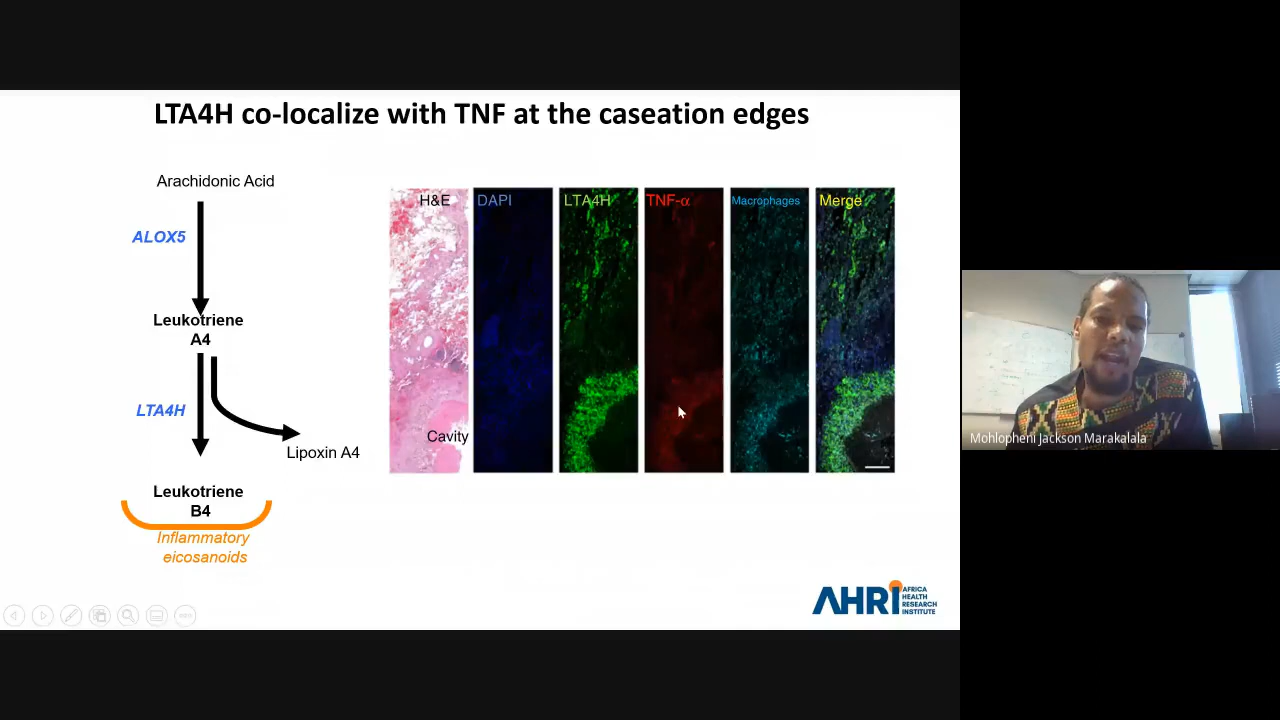 LTA4H co-localize with TNF at the caseation edges
Arachidonic Acid
ALOX5
Leukotriene
A4
LTA4H
Lipoxin A4
Leukotriene
B4
Inflammatory
eicosanoids
H&E
DAPI
LTA4H
TNF-α
Macrophages
Merge
Cavity
AHRI
AFRICA
HEALTH
RESEARCH
INSTITUTE
Mohlopheni Jackson Marakalala